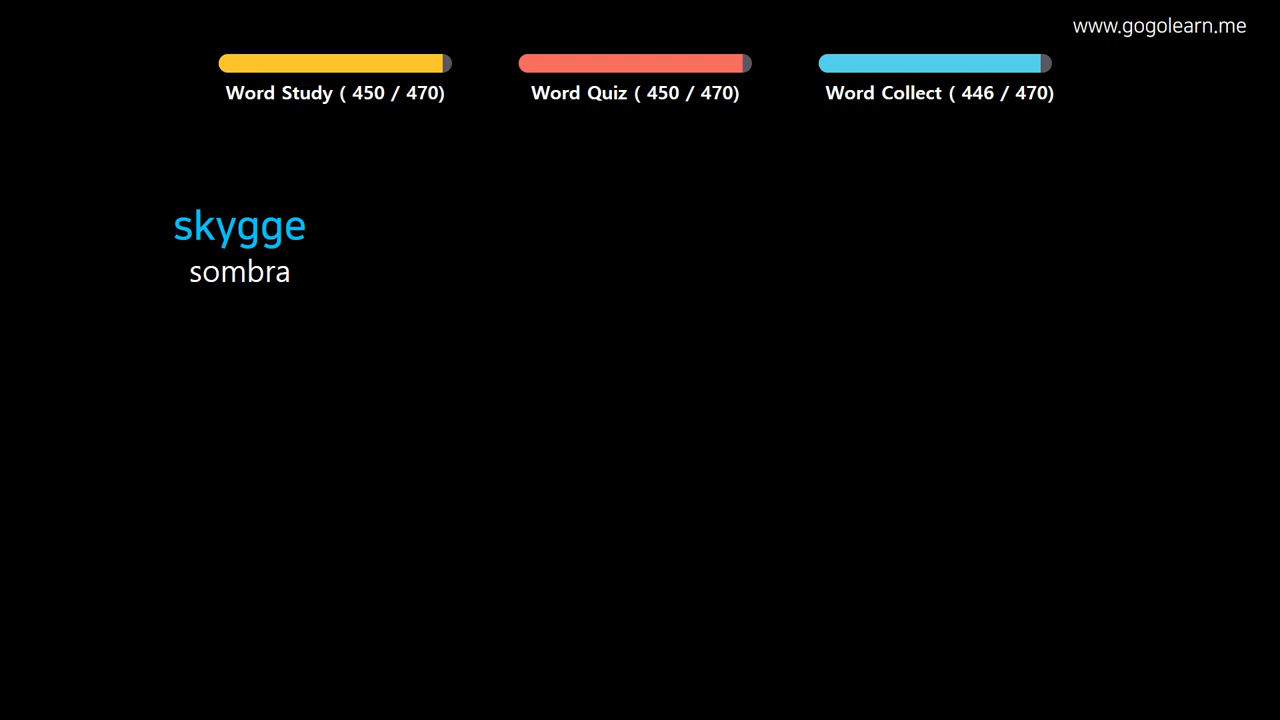 www.gogolearn.me
Word Study ( 450 / 470)
Word Quiz ( 450 / 470)
Word Collect ( 446 / 470)
skygge
sombra